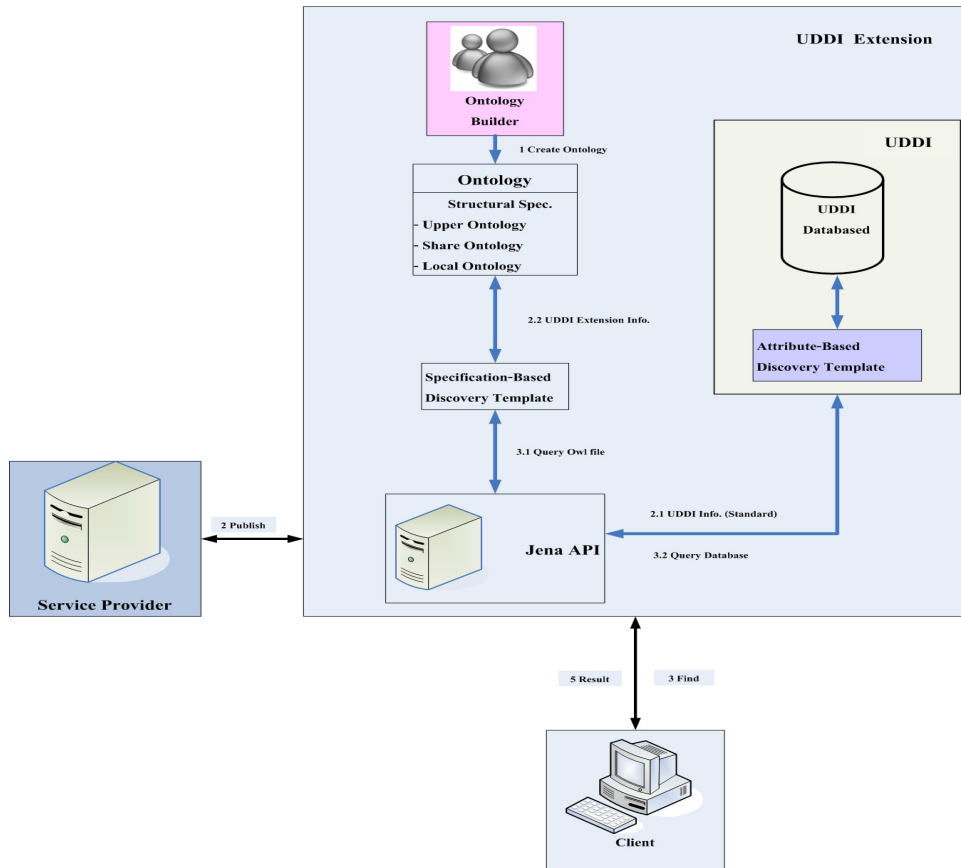 UDDI Extension
Ontology
Builder
1 Create Ontology
UDDI
Ontology
Structural Spec.
- Upper Ontology
- Share Ontology
- Local Ontology
UDDI
Databased
2.2 UDDI Extension Info.
Attribute-Based
Discovery Template
Specification-Based
Discovery Template
3.1 Query Owl file
2 Publish
2.1 UDDI Info. (Standard)
Jena API
3.2 Query Database
Service Provider
5 Result
3 Find
Client